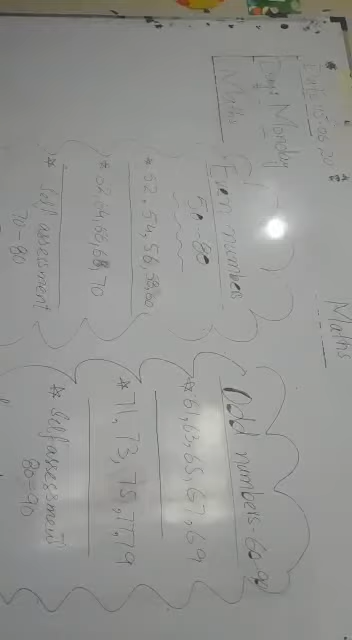 Maths
Day: Monday
Maths
Even numbers
50-80
* 52, 54, 56, 58, 60
* 62, 64, 66, 68, 70
* Self assessment
70-80
Odd numbers-60-90
* 61, 63, 65, 67, 69
* 71, 73, 75, 77, 79
* Self assessment
80-90